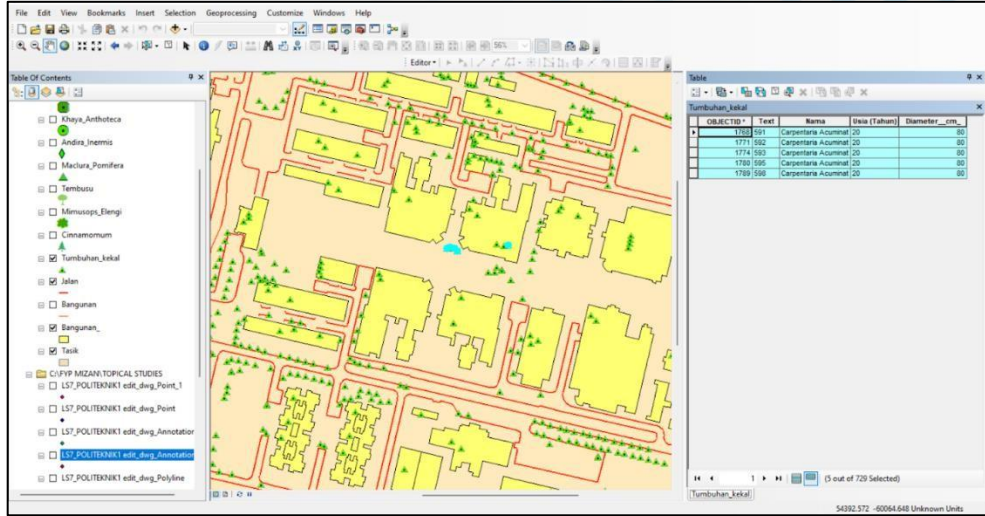 File Edit View Bookmarks Insert Selection Geoprocessing Customize Windows Help
56%
Editor
Table Of Contents
Khaya_Anthoteca
Andira_Inermis
Maclura_Pomifera
Tembusu
Mimusops_Elengi
Cinnamomum
Tumbuhan_kekal
Jalan
Bangunan
Bangunan_
Tasik
C:\FYP MIZAN\TOPICAL STUDIES
LS7_POLITEKNIK1 edit_dwg_Point_1
LS7_POLITEKNIK1 edit_dwg_Point
LS7_POLITEKNIK1 edit_dwg_Annotation
LS7_POLITEKNIK1 edit_dwg_Annotation
LS7_POLITEKNIK1 edit_dwg_Polyline
Table
Tumbuhan_kekal
OBJECTID * Text Nama Usia (Tahun) Diameter__cm_
1768 591 Carpentaria Acuminat 20 80
1771 592 Carpentaria Acuminat 20 80
1774 593 Carpentaria Acuminat 20 80
1780 595 Carpentaria Acuminat 20 80
1789 598 Carpentaria Acuminat 20 80
1 (5 out of 729 Selected)
Tumbuhan_kekal
54392.572 -60064.648 Unknown Units